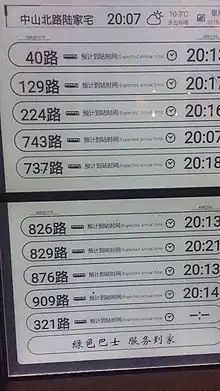 中山北路陆家宅 20:07 10-3℃
40路 预计到站时间/Expected arrival time 20:13
129路 预计到站时间/Expected arrival time 20:17
224路 预计到站时间/Expected arrival time 20:16
743路 预计到站时间/Expected arrival time 20:07
737路 预计到站时间/Expected arrival time 20:18
826路 预计到站时间/Expected arrival time 20:13
829路 预计到站时间/Expected arrival time 20:21
876路 预计到站时间/Expected arrival time 20:13
909路 预计到站时间/Expected arrival time 20:14
321路 预计到站时间/Expected arrival time --:--
绿色巴士 服务到家